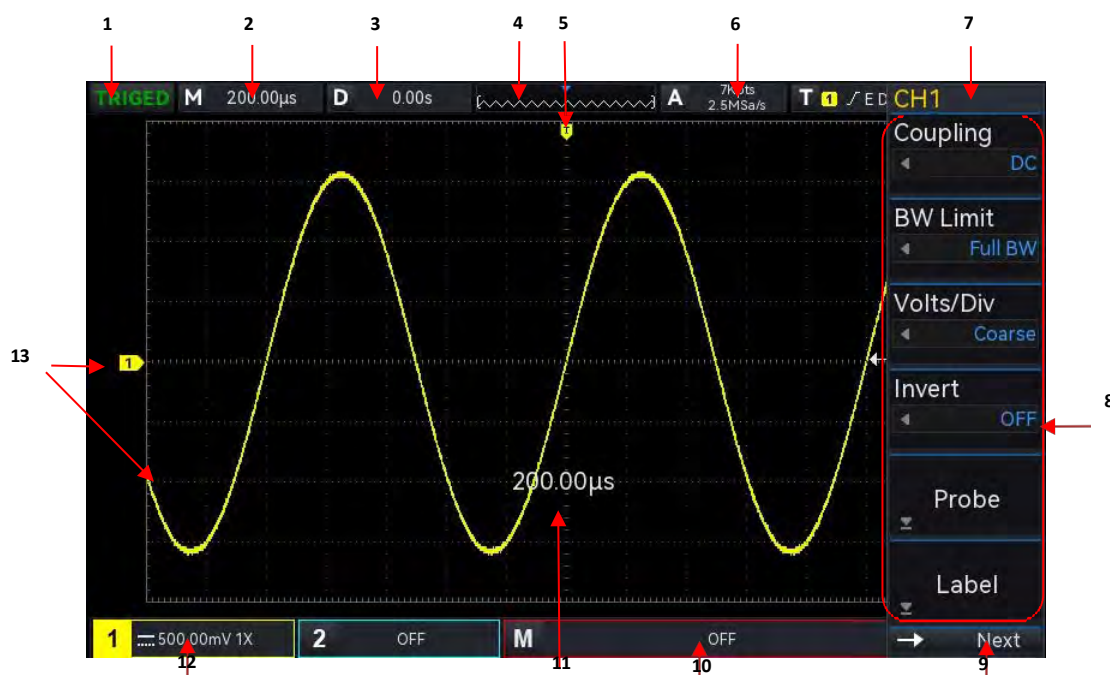 1 2 3 4 5 6 7
TRIGED M 200.00μs D 0.00s A 7Kpts T 1 E D CH1
2.5MSa/s
T
Coupling
DC
BW Limit
Full BW
Volts/Div
Coarse
13
1
Invert
OFF
8
200.00μs
Probe
Label
1 500.00mV 1X 2 OFF M OFF Next
12 11 10 9